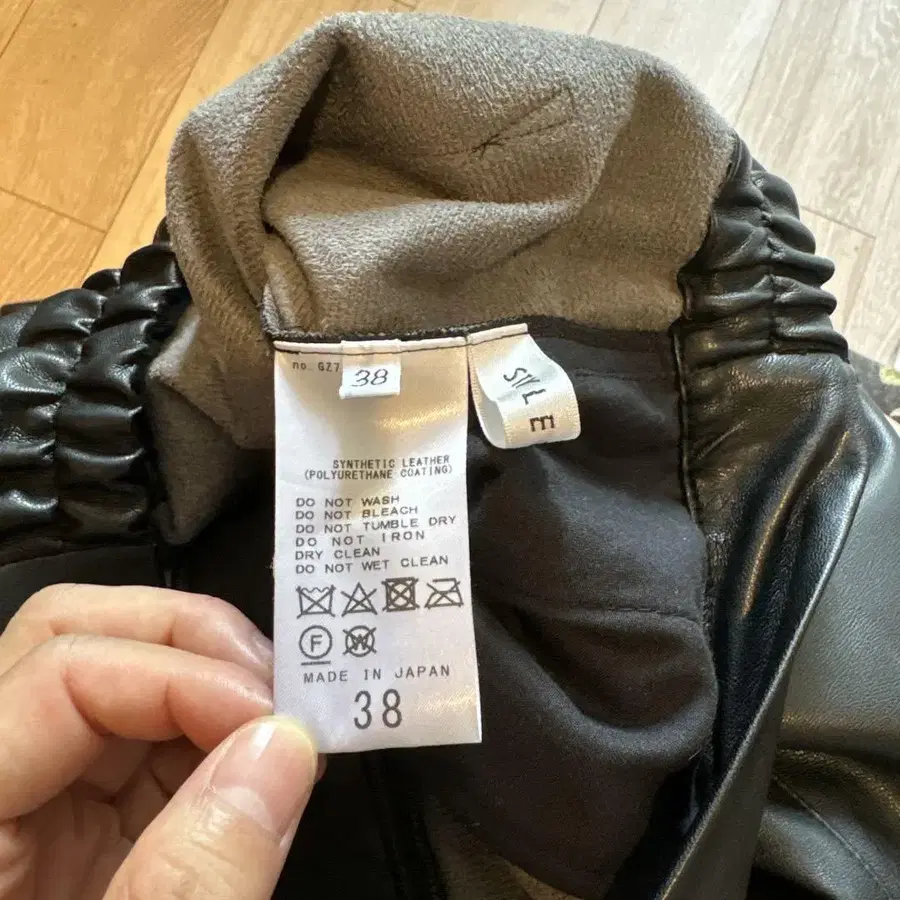 no. GZ7
38
SYLE
SYNTHETIC LEATHER
(POLYURETHANE COATING)
DO NOT WASH
DO NOT BLEACH
DO NOT TUMBLE DRY
DO NOT IRON
DRY CLEAN
DO NOT WET CLEAN
F
W
MADE IN JAPAN
38